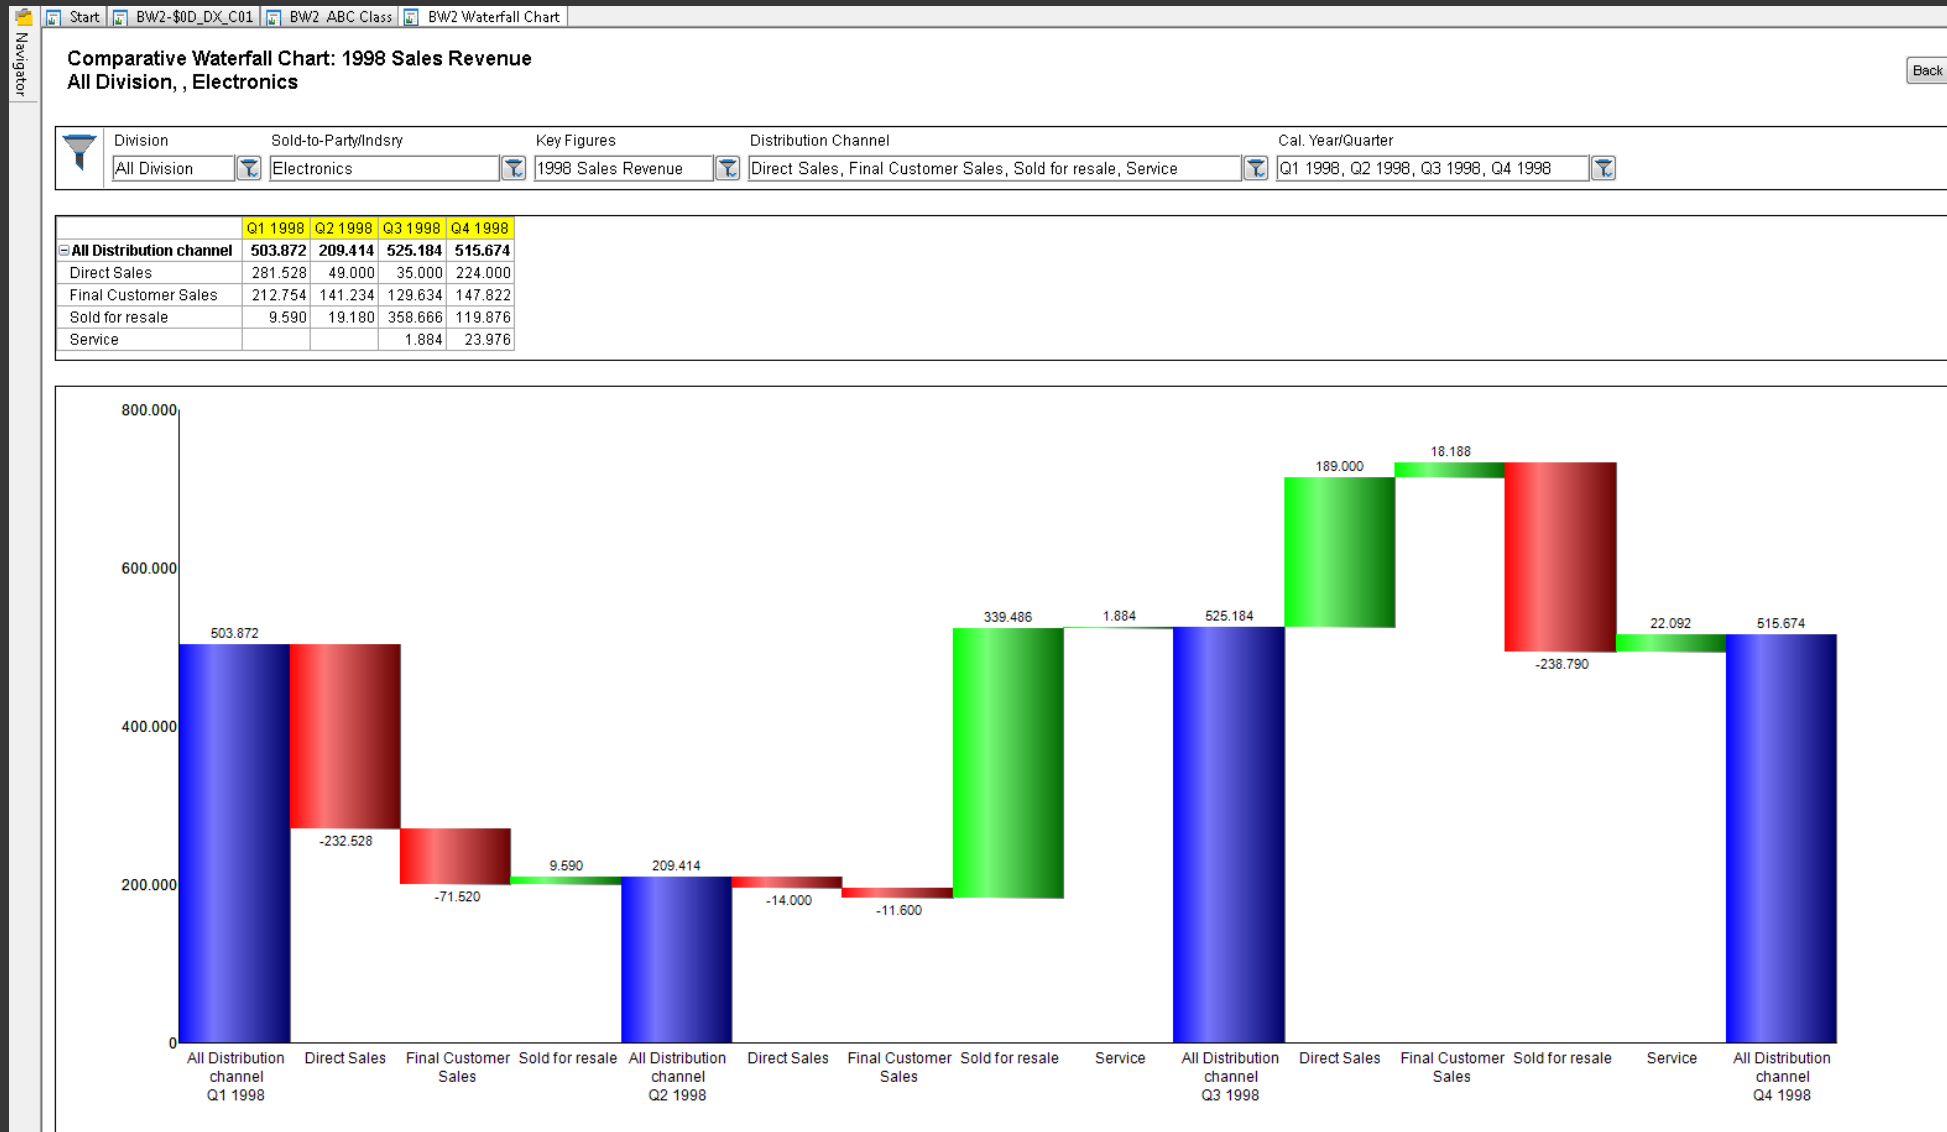 Start BW2-$0D_DX_C01 BW2 ABC Class BW2 Waterfall Chart
Navigator
Comparative Waterfall Chart: 1998 Sales Revenue
All Division, , Electronics
Back
Division Sold-to-Party/Indsry Key Figures Distribution Channel Cal. Year/Quarter
All Division Electronics 1998 Sales Revenue Direct Sales, Final Customer Sales, Sold for resale, Service Q1 1998, Q2 1998, Q3 1998, Q4 1998
Q1 1998 Q2 1998 Q3 1998 Q4 1998
All Distribution channel 503.872 209.414 525.184 515.674
Direct Sales 281.528 49.000 35.000 224.000
Final Customer Sales 212.754 141.234 129.634 147.822
Sold for resale 9.590 19.180 358.666 119.876
Service 1.884 23.976
800.000
18.188
189.000
600.000
339.486 1.884 525.184 22.092 515.674
503.872
-238.790
400.000
-232.528
9.590 209.414
200.000
-71.520 -14.000 -11.600
0
All Distribution Direct Sales Final Customer Sold for resale All Distribution Direct Sales Final Customer Sold for resale Service All Distribution Direct Sales Final Customer Sold for resale Service All Distribution
channel Sales channel Sales channel Sales channel
Q1 1998 Q2 1998 Q3 1998 Q4 1998